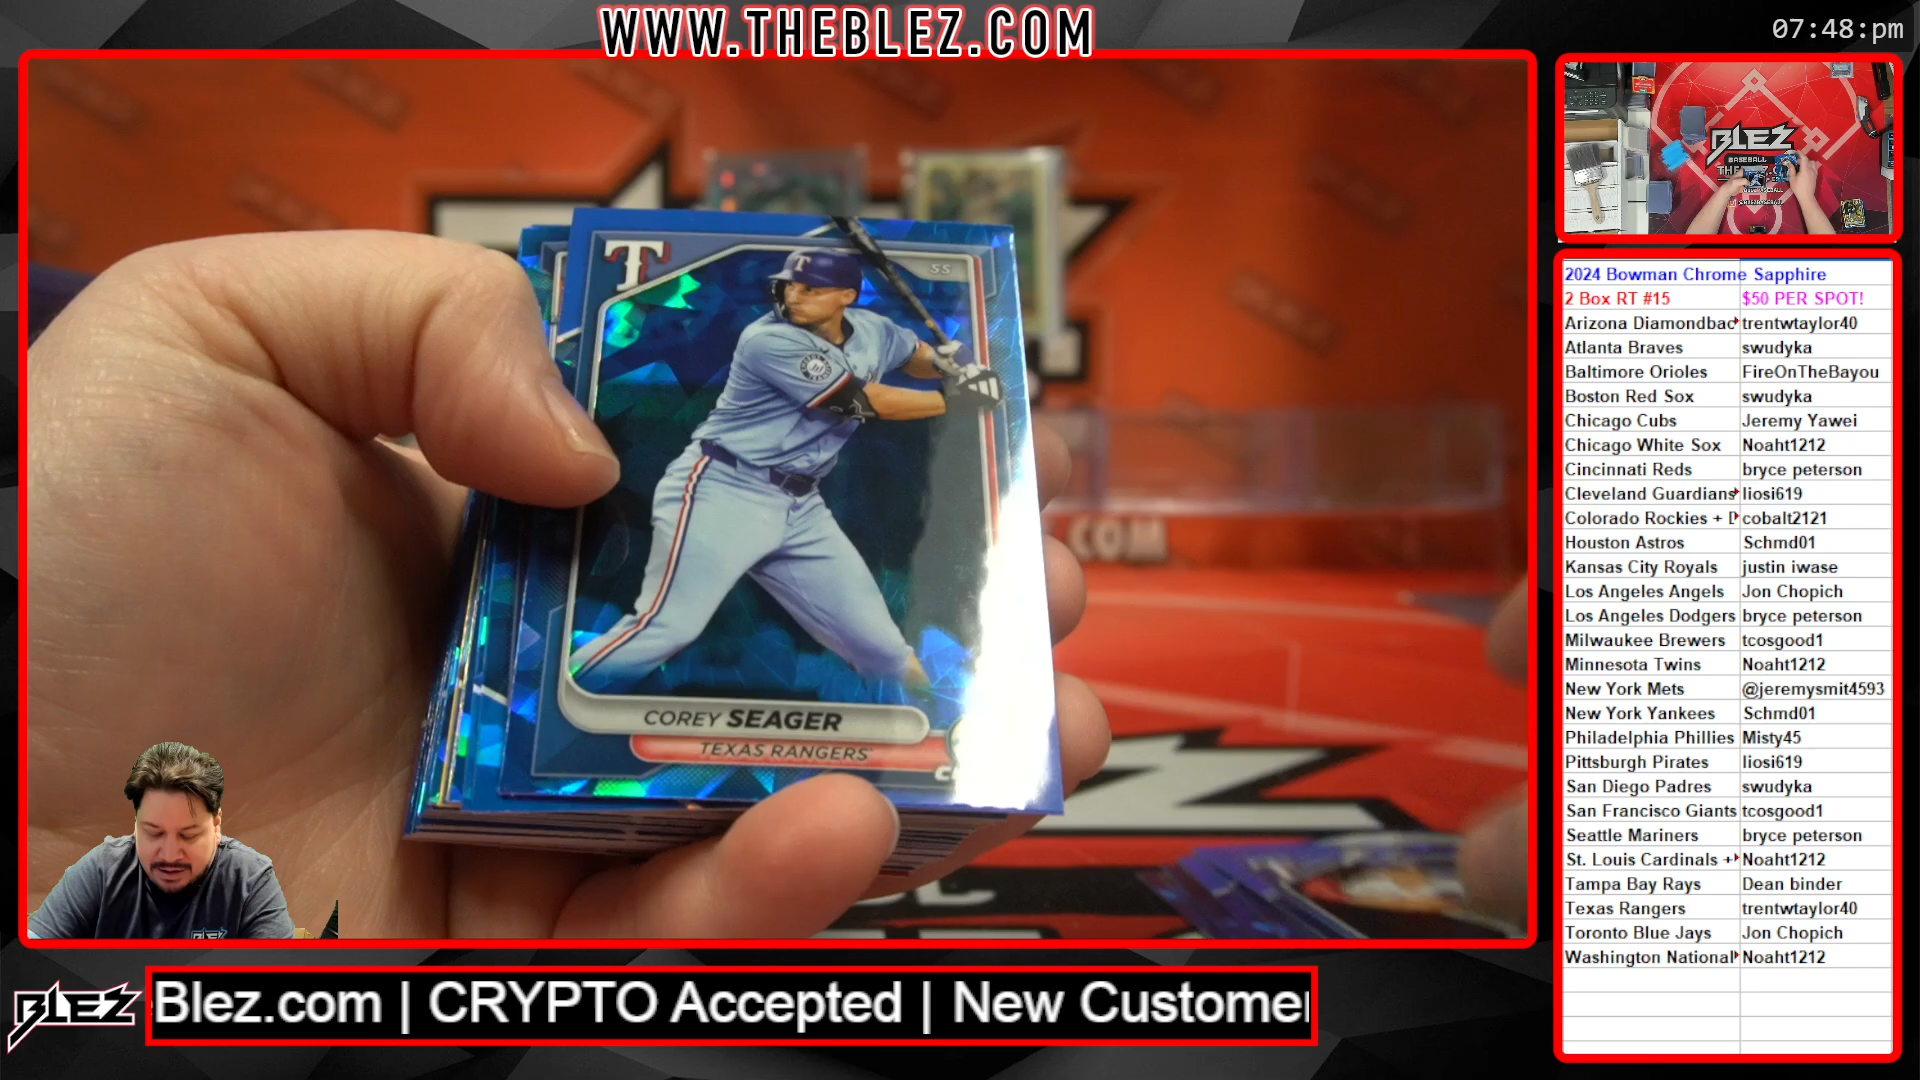 WWW.THEBLEZ.COM
07:48:pm
T
SS
COREY SEAGER
TEXAS RANGERS
.COM
BLEZ
BASEBALL
2024 Bowman Chrome Sapphire
2 Box RT #15 $50 PER SPOT!
Arizona Diamondbac trentwtaylor40
Atlanta Braves swudyka
Baltimore Orioles FireOnTheBayou
Boston Red Sox swudyka
Chicago Cubs Jeremy Yawei
Chicago White Sox Noaht1212
Cincinnati Reds bryce peterson
Cleveland Guardians liosi619
Colorado Rockies + D cobalt2121
Houston Astros Schmd01
Kansas City Royals justin iwase
Los Angeles Angels Jon Chopich
Los Angeles Dodgers bryce peterson
Milwaukee Brewers tcosgood1
Minnesota Twins Noaht1212
New York Mets @jeremysmit4593
New York Yankees Schmd01
Philadelphia Phillies Misty45
Pittsburgh Pirates liosi619
San Diego Padres swudyka
San Francisco Giants tcosgood1
Seattle Mariners bryce peterson
St. Louis Cardinals + Noaht1212
Tampa Bay Rays Dean binder
Texas Rangers trentwtaylor40
Toronto Blue Jays Jon Chopich
Washington National Noaht1212
BLEZ
Blez.com | CRYPTO Accepted | New Customer